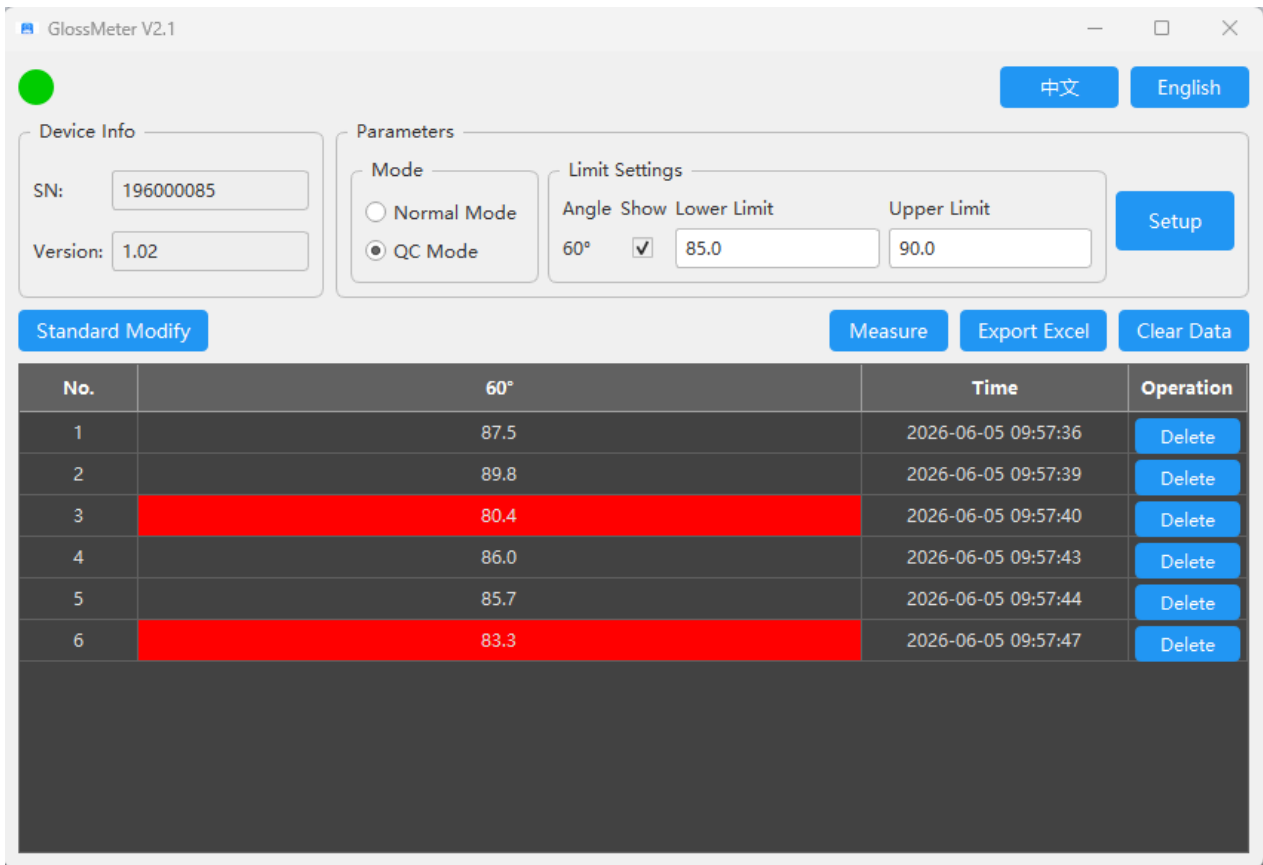 GlossMeter V2.1
中文 English
Device Info
SN: 196000085
Version: 1.02
Parameters
Mode
Normal Mode
QC Mode
Limit Settings
Angle Show Lower Limit Upper Limit
60° 85.0 90.0
Setup
Standard Modify Measure Export Excel Clear Data
No. 60° Time Operation
1 87.5 2026-06-05 09:57:36 Delete
2 89.8 2026-06-05 09:57:39 Delete
3 80.4 2026-06-05 09:57:40 Delete
4 86.0 2026-06-05 09:57:43 Delete
5 85.7 2026-06-05 09:57:44 Delete
6 83.3 2026-06-05 09:57:47 Delete